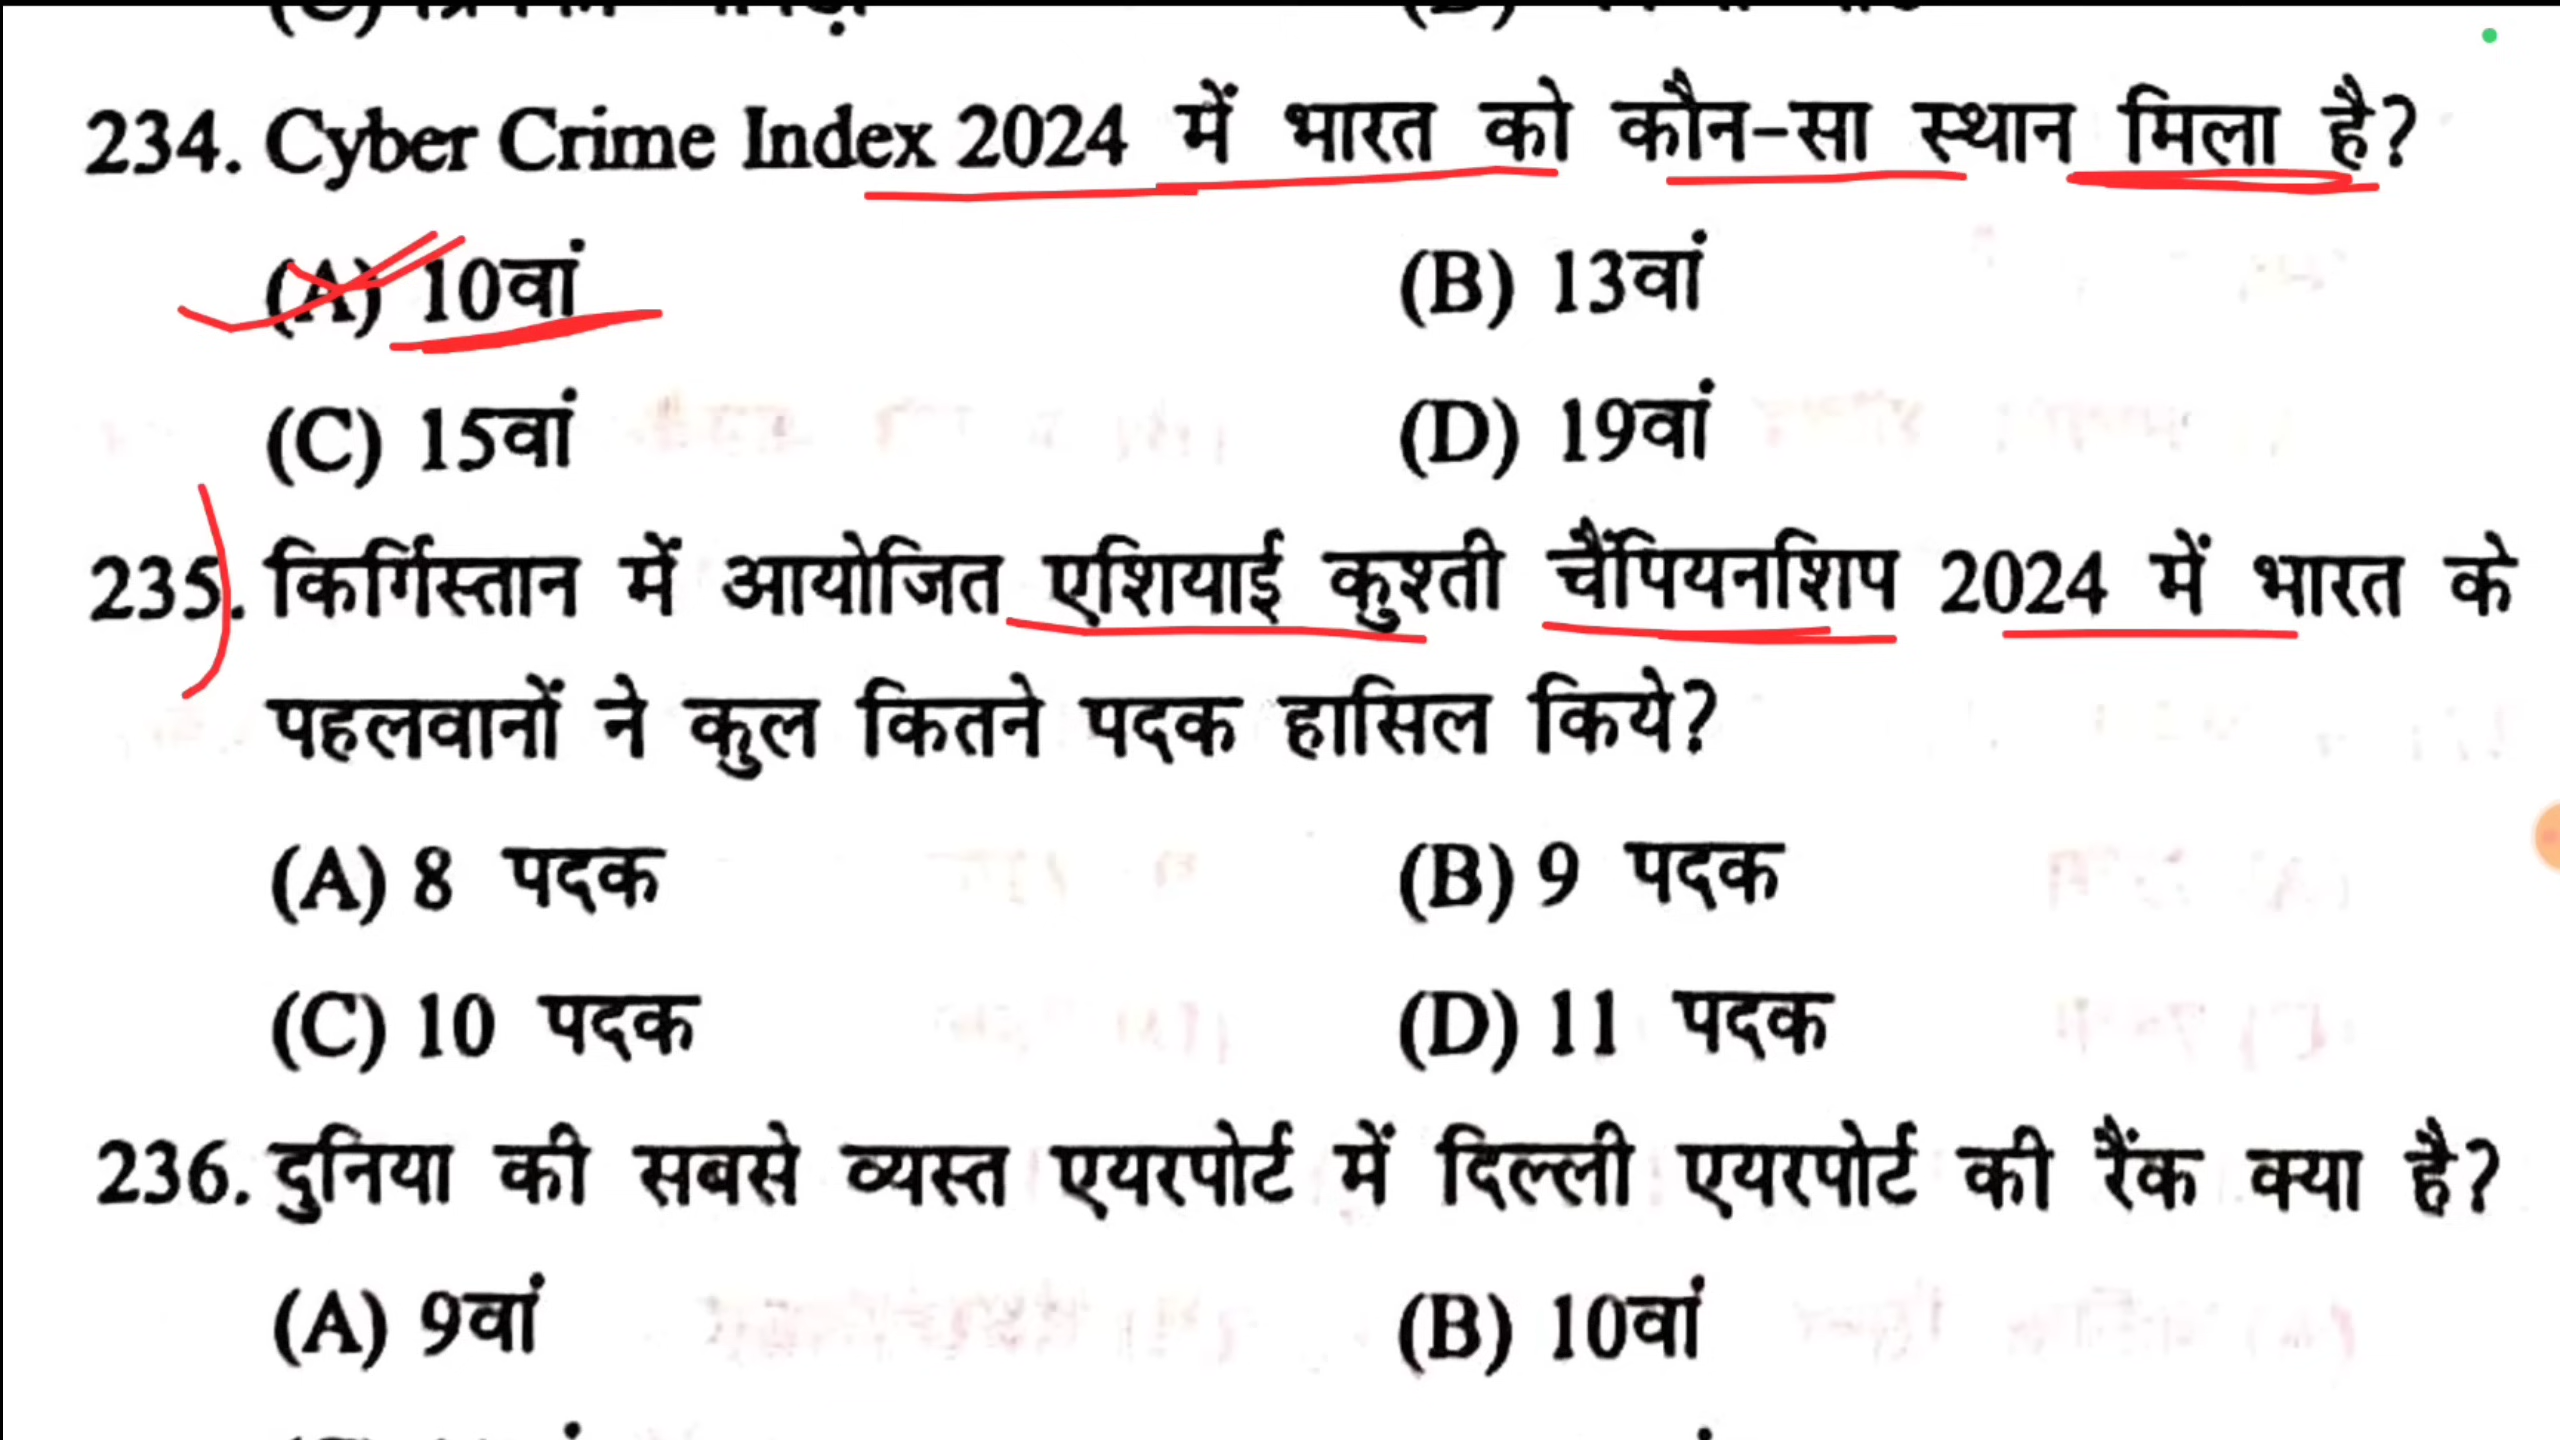 234. Cyber Crime Index 2024 में भारत को कौन-सा स्थान मिला है?
(A) 10वां (B) 13वां
(C) 15वां (D) 19वां
235. किर्गिस्तान में आयोजित एशियाई कुश्ती चैंपियनशिप 2024 में भारत के
पहलवानों ने कुल कितने पदक हासिल किये?
(A) 8 पदक (B) 9 पदक
(C) 10 पदक (D) 11 पदक
236. दुनिया की सबसे व्यस्त एयरपोर्ट में दिल्ली एयरपोर्ट की रैंक क्या है?
(A) 9वां (B) 10वां